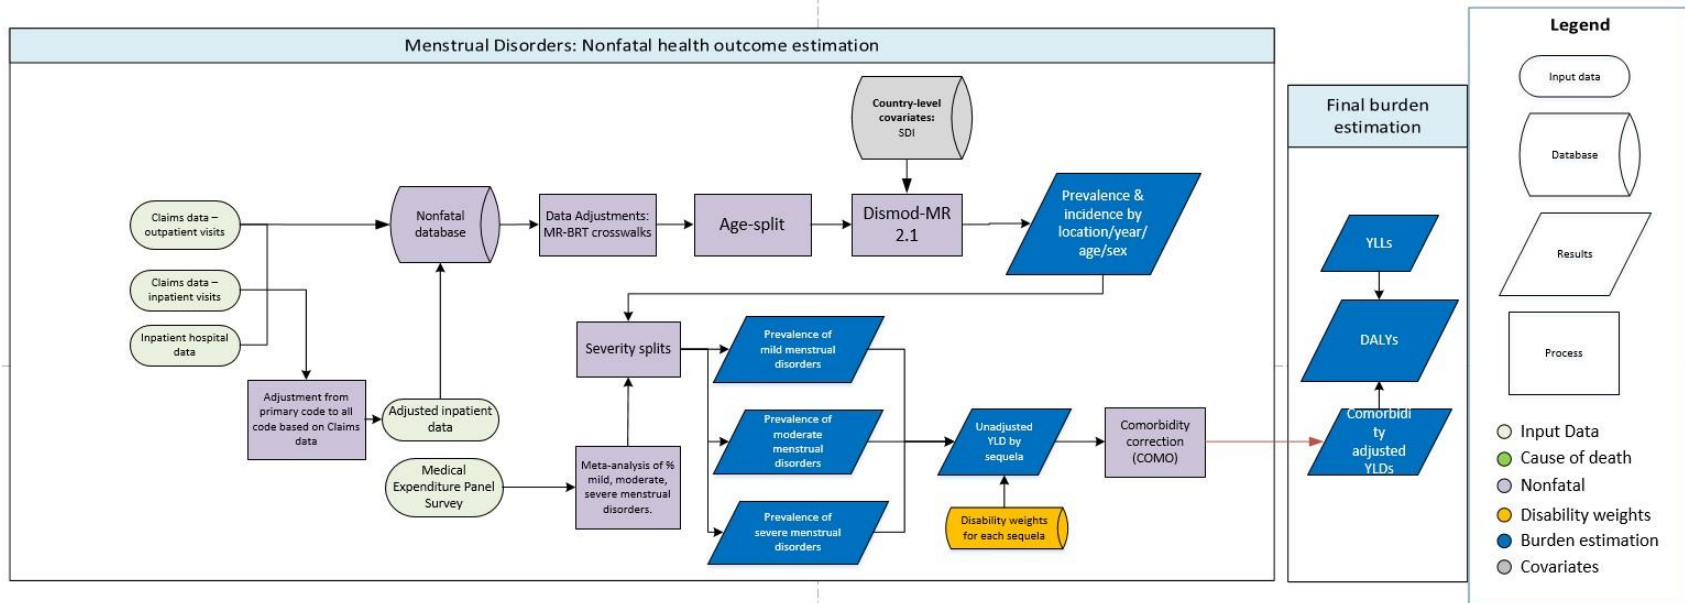 Menstrual Disorders: Nonfatal health outcome estimation
Country-level
covariates:
SDI
Claims data –
outpatient visits
Nonfatal
database
Data Adjustments:
MR-BRT crosswalks
Age-split
Dismod-MR
2.1
Prevalence &
incidence by
location/year/
age/sex
Claims data –
inpatient visits
Inpatient hospital
data
Adjustment from
primary code to all
code based on Claims
data
Adjusted inpatient
data
Medical
Expenditure Panel
Survey
Severity splits
Meta-analysis of %
mild, moderate,
severe menstrual
disorders.
Prevalence of
mild menstrual
disorders
Prevalence of
moderate
menstrual
disorders
Prevalence of
severe menstrual
disorders
Unadjusted
YLD by
sequela
Disability weights
for each sequela
Comorbidity
correction
(COMO)
Final burden
estimation
YLLs
DALYs
Comorbidi
ty
adjusted
YLDs
Legend
Input data
Database
Results
Process
Input Data
Cause of death
Nonfatal
Disability weights
Burden estimation
Covariates